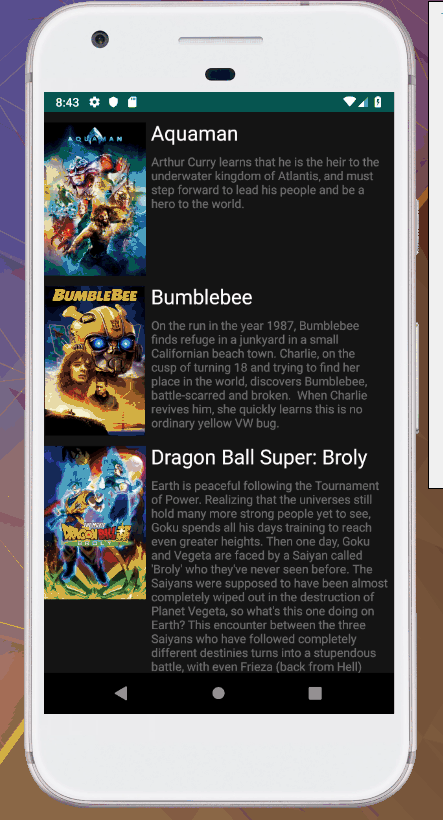 8:43
AQUAMAN
Aquaman
Arthur Curry learns that he is the heir to the
underwater kingdom of Atlantis, and must
step forward to lead his people and be a
hero to the world.
BUMBLEBEE
Bumblebee
On the run in the year 1987, Bumblebee
finds refuge in a junkyard in a small
Californian beach town. Charlie, on the
cusp of turning 18 and trying to find her
place in the world, discovers Bumblebee,
battle-scarred and broken.  When Charlie
revives him, she quickly learns this is no
ordinary yellow VW bug.
DRAGONBALL
BROLY
Dragon Ball Super: Broly
Earth is peaceful following the Tournament
of Power. Realizing that the universes still
hold many more strong people yet to see,
Goku spends all his days training to reach
even greater heights. Then one day, Goku
and Vegeta are faced by a Saiyan called
'Broly' who they've never seen before. The
Saiyans were supposed to have been almost
completely wiped out in the destruction of
Planet Vegeta, so what's this one doing on
Earth? This encounter between the three
Saiyans who have followed completely
different destinies turns into a stupendous
battle, with even Frieza (back from Hell)